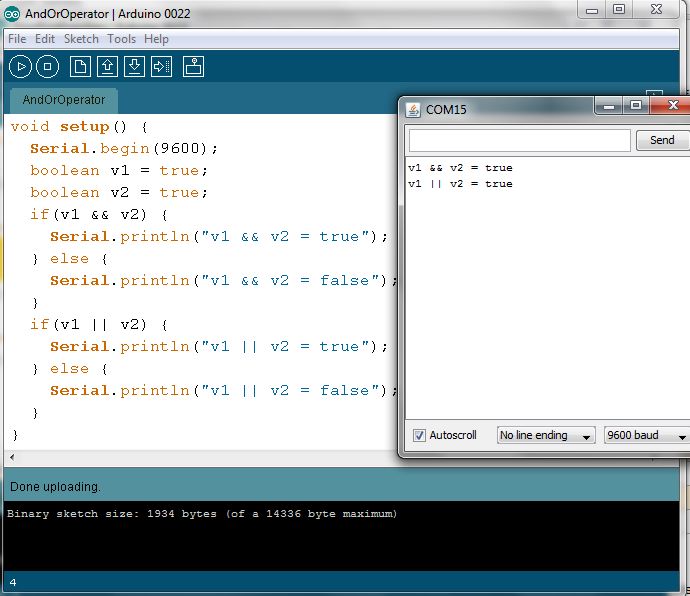 AndOrOperator | Arduino 0022
File Edit Sketch Tools Help
AndOrOperator
void setup() {
  Serial.begin(9600);
  boolean v1 = true;
  boolean v2 = true;
  if(v1 && v2) {
    Serial.println("v1 && v2 = true");
  } else {
    Serial.println("v1 && v2 = false");
  }
  if(v1 || v2) {
    Serial.println("v1 || v2 = true");
  } else {
    Serial.println("v1 || v2 = false");
  }
}
Done uploading.
Binary sketch size: 1934 bytes (of a 14336 byte maximum)
4
COM15
Send
v1 && v2 = true
v1 || v2 = true
Autoscroll No line ending 9600 baud